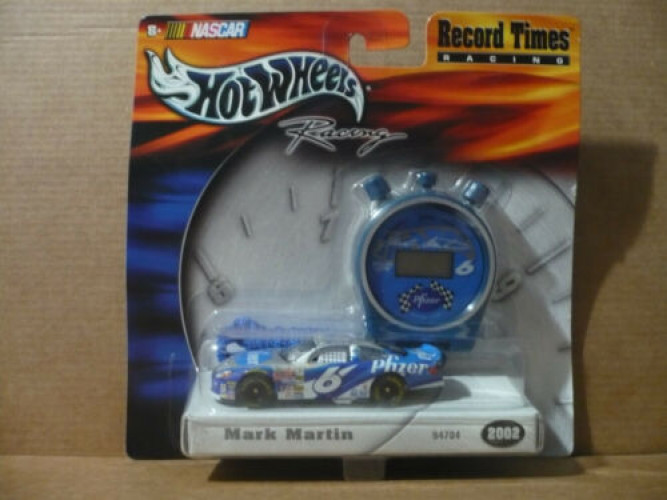 8+ NASCAR
Record Times
RACING
HOT WHEELS
Racing
6
Pfizer
6
Pfizer
Mark Martin
54704
2002